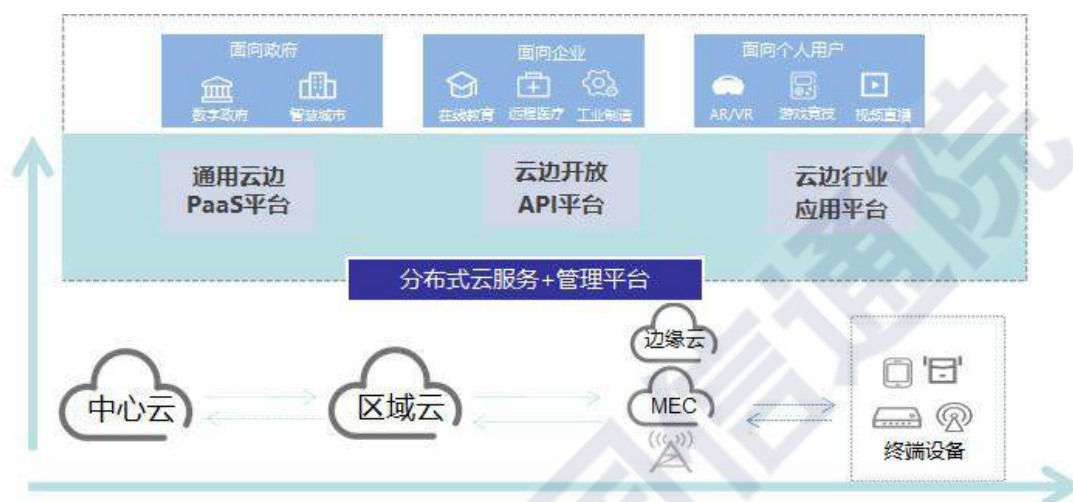 面向政府
数字政府
智慧城市
面向企业
在线教育
远程医疗
工业制造
面向个人用户
AR/VR
游戏竞技
视频直播
通用云边
PaaS平台
云边开放
API平台
云边行业
应用平台
分布式云服务+管理平台
中心云
区域云
边缘云
MEC
终端设备
信通院